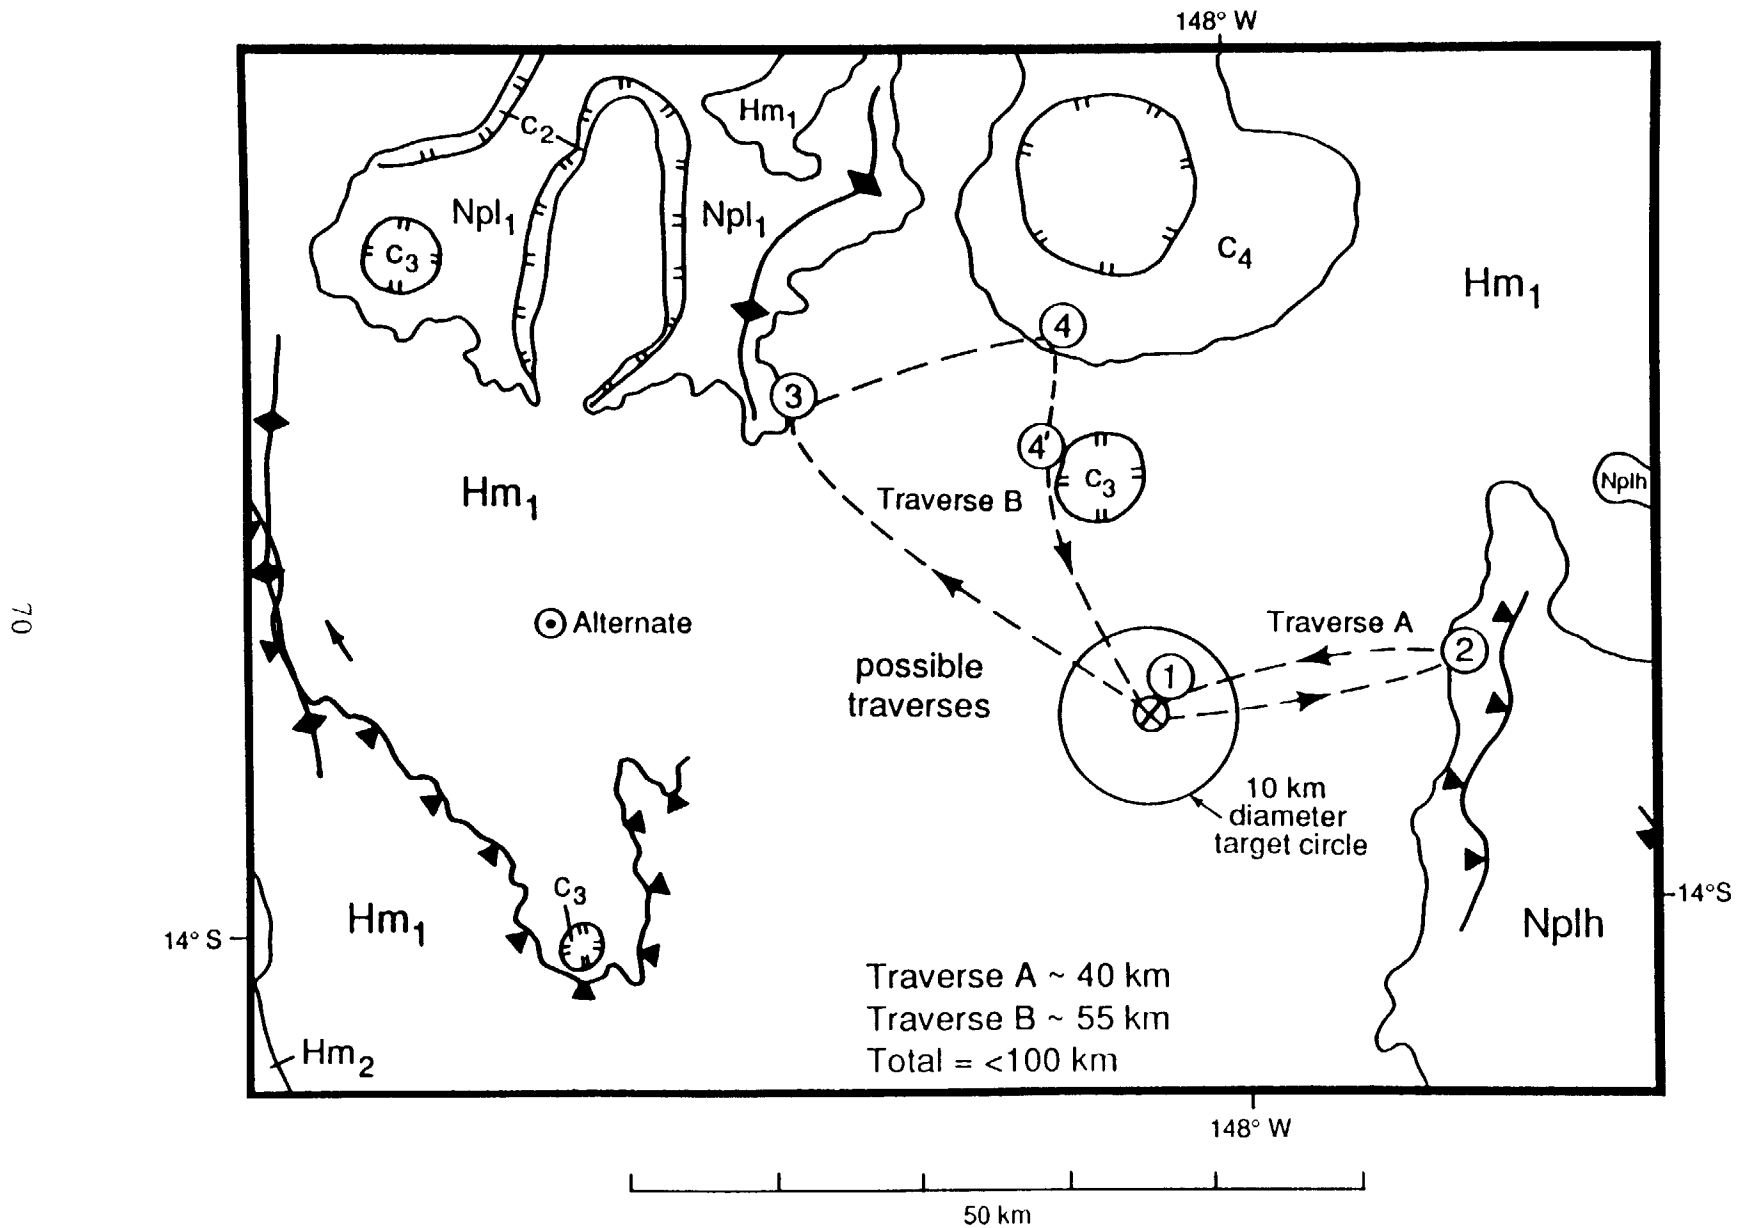 148° W
Hm₁
C₂
Npl₁
Npl₁
C₃
C₄
Hm₁
4
3
4'
C₃
Nplh
Hm₁
Traverse B
70
Alternate
Traverse A
2
possible
traverses
1
10 km
diameter
target circle
C₃
14° S
Hm₁
14° S
Nplh
Traverse A ~ 40 km
Traverse B ~ 55 km
Total = <100 km
Hm₂
148° W
50 km